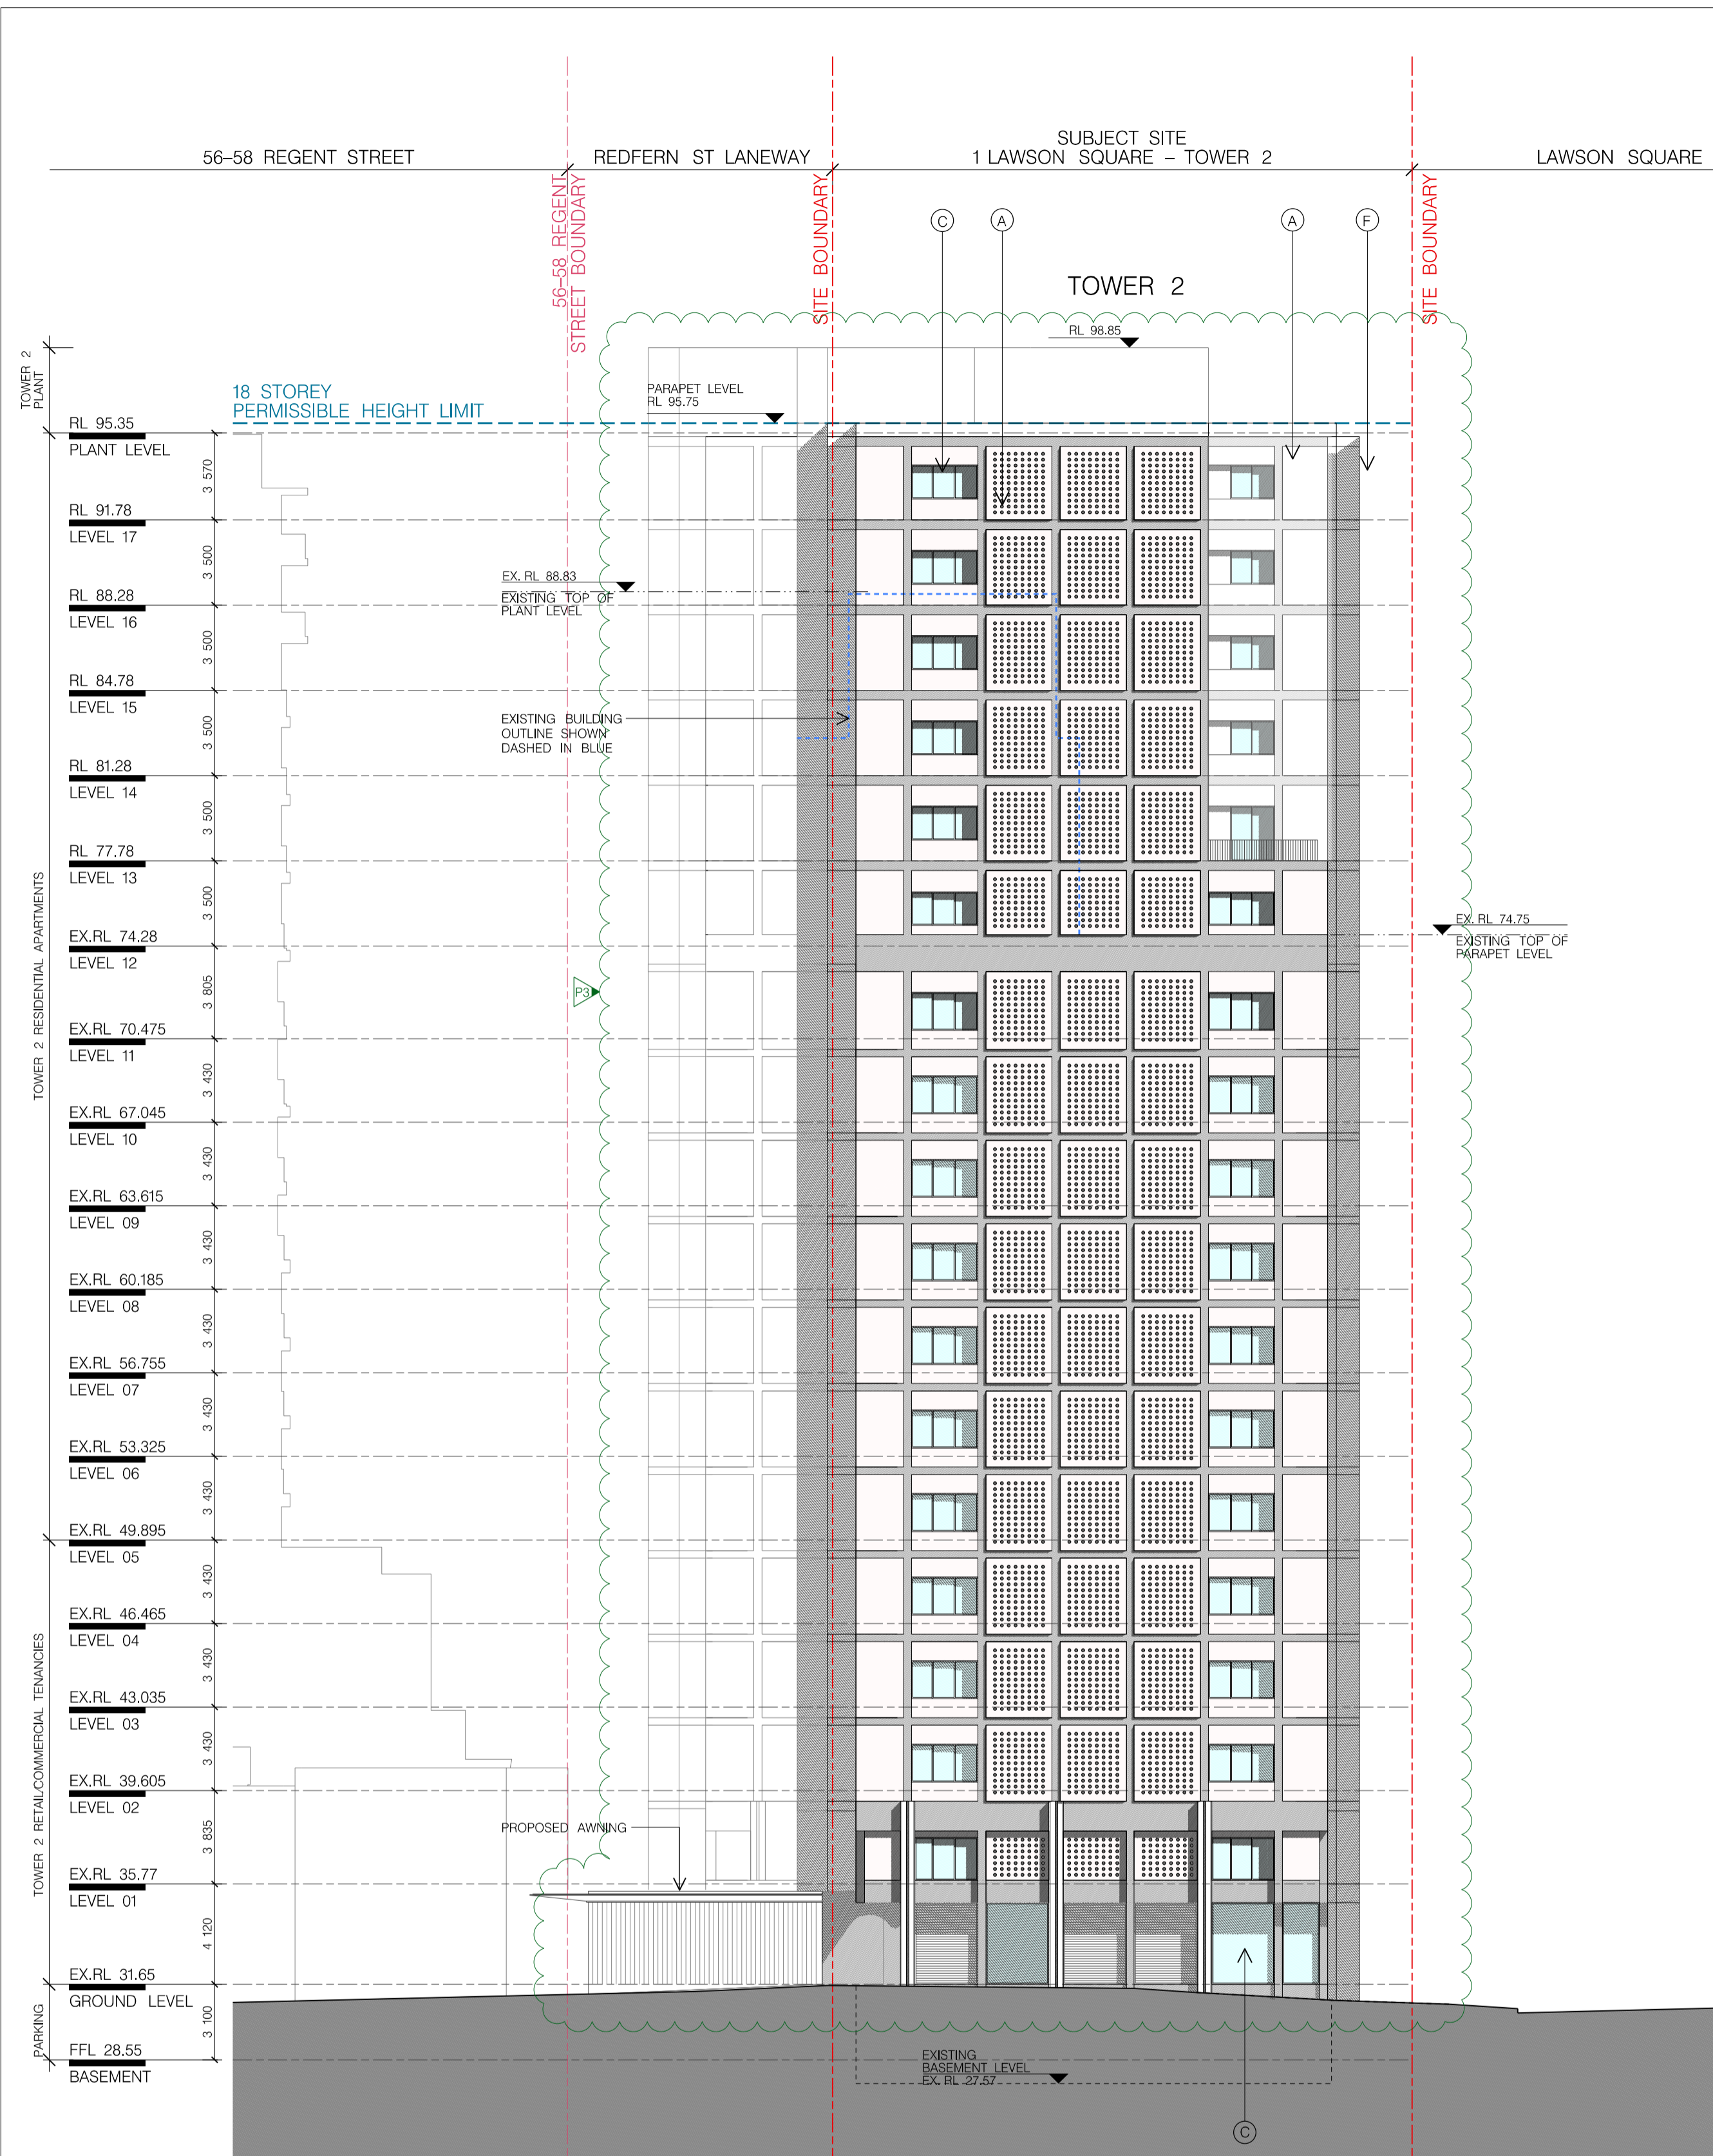 56–58 REGENT STREET
REDFERN ST LANEWAY
SUBJECT SITE
1 LAWSON SQUARE – TOWER 2
LAWSON SQUARE
56–58 REGENT
STREET BOUNDARY
SITE BOUNDARY
SITE BOUNDARY
C
A
A
F
TOWER 2
RL 98.85
TOWER 2
PLANT
18 STOREY
PERMISSIBLE HEIGHT LIMIT
PARAPET LEVEL
RL 95.75
RL 95.35
PLANT LEVEL
3 570
RL 91.78
LEVEL 17
3 500
EX. RL 88.83
EXISTING TOP OF
PLANT LEVEL
RL 88.28
LEVEL 16
3 500
RL 84.78
LEVEL 15
EXISTING BUILDING
OUTLINE SHOWN
DASHED IN BLUE
3 500
RL 81.28
LEVEL 14
3 500
RL 77.78
LEVEL 13
3 500
TOWER 2 RESIDENTIAL APARTMENTS
EX. RL 74.75
EXISTING TOP OF
PARAPET LEVEL
EX.RL 74.28
LEVEL 12
3 805
P3
EX.RL 70.475
LEVEL 11
3 430
EX.RL 67.045
LEVEL 10
3 430
EX.RL 63.615
LEVEL 09
3 430
EX.RL 60.185
LEVEL 08
3 430
EX.RL 56.755
LEVEL 07
3 430
EX.RL 53.325
LEVEL 06
3 430
EX.RL 49.895
LEVEL 05
3 430
EX.RL 46.465
LEVEL 04
3 430
TOWER 2 RETAIL/COMMERCIAL TENANCIES
EX.RL 43.035
LEVEL 03
3 430
EX.RL 39.605
LEVEL 02
3 835
PROPOSED AWNING
EX.RL 35.77
LEVEL 01
4 120
EX.RL 31.65
GROUND LEVEL
3 100
PARKING
FFL 28.55
BASEMENT
EXISTING
BASEMENT LEVEL
EX. RL 27.57
C